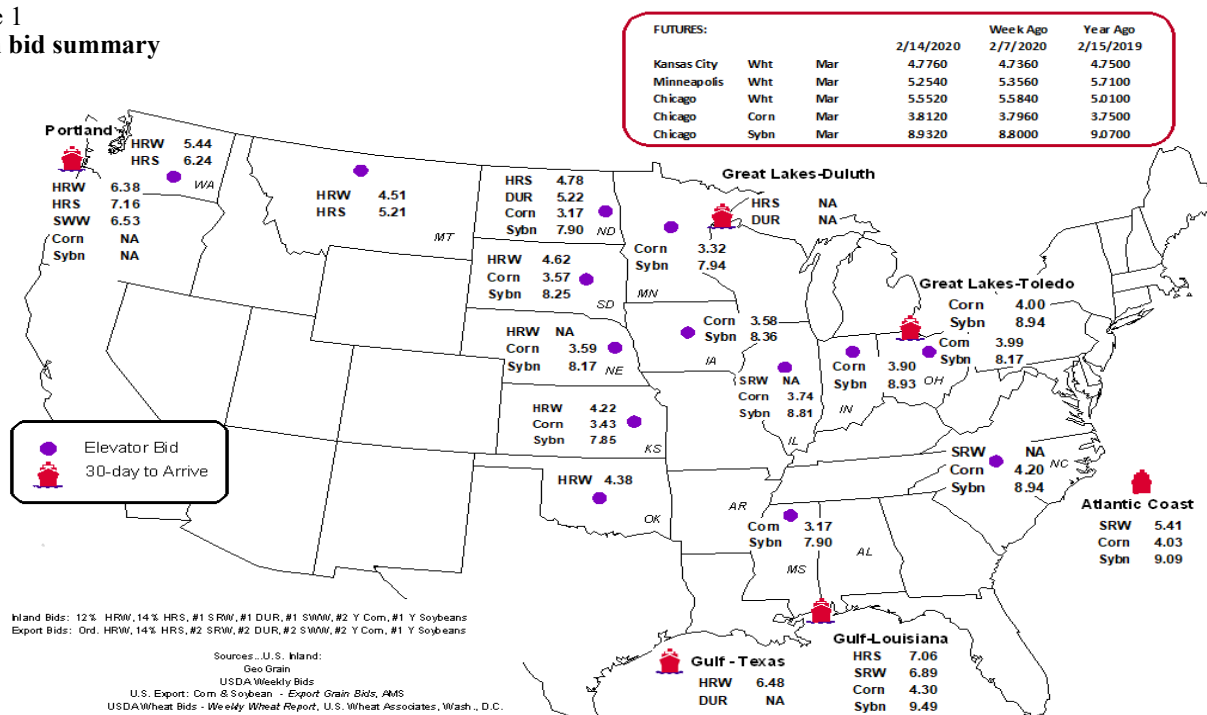 e 1
bid summary
FUTURES: Week Ago Year Ago
2/14/2020 2/7/2020 2/15/2019
Kansas City Wht Mar 4.7760 4.7360 4.7500
Minneapolis Wht Mar 5.2540 5.3560 5.7100
Chicago Wht Mar 5.5520 5.5840 5.0100
Chicago Corn Mar 3.8120 3.7960 3.7500
Chicago Sybn Mar 8.9320 8.8000 9.0700
Portland
HRW 6.38
HRS 7.16
SWW 6.53
Corn NA
Sybn NA
HRW 5.44
HRS 6.24
WA
HRW 4.51
HRS 5.21
MT
HRS 4.78
DUR 5.22
Corn 3.17
Sybn 7.90
ND
HRW 4.62
Corn 3.57
Sybn 8.25
SD
HRW NA
Corn 3.59
Sybn 8.17
NE
HRW 4.22
Corn 3.43
Sybn 7.85
KS
HRW 4.38
OK
Great Lakes-Duluth
HRS NA
DUR NA
Corn 3.32
Sybn 7.94
MN
Corn 3.58
Sybn 8.36
IA
SRW NA
Corn 3.74
Sybn 8.81
IL
Great Lakes-Toledo
Corn 4.00
Sybn 8.94
Corn 3.99
Sybn 8.17
OH
Corn 3.90
Sybn 8.93
IN
SRW NA
Corn 4.20
Sybn 8.94
NC
Atlantic Coast
SRW 5.41
Corn 4.03
Sybn 9.09
AR
Corn 3.17
Sybn 7.90
MS
AL
Gulf-Louisiana
HRS 7.06
SRW 6.89
Corn 4.30
Sybn 9.49
Gulf - Texas
HRW 6.48
DUR NA
Elevator Bid
30-day to Arrive
Inland Bids: 12% HRW, 14% HRS, #1 SRW, #1 DUR, #1 SWW, #2 Y Corn, #1 Y Soybeans
Export Bids: Ord. HRW, 14% HRS, #2 SRW, #2 DUR, #2 SWW, #2 Y Corn, #1 Y Soybeans
Sources...U.S. Inland:
Geo Grain
USDA Weekly Bids
U.S. Export: Corn & Soybean - Export Grain Bids, AMS
USDA Wheat Bids - Weekly Wheat Report, U.S. Wheat Associates, Wash., D.C.